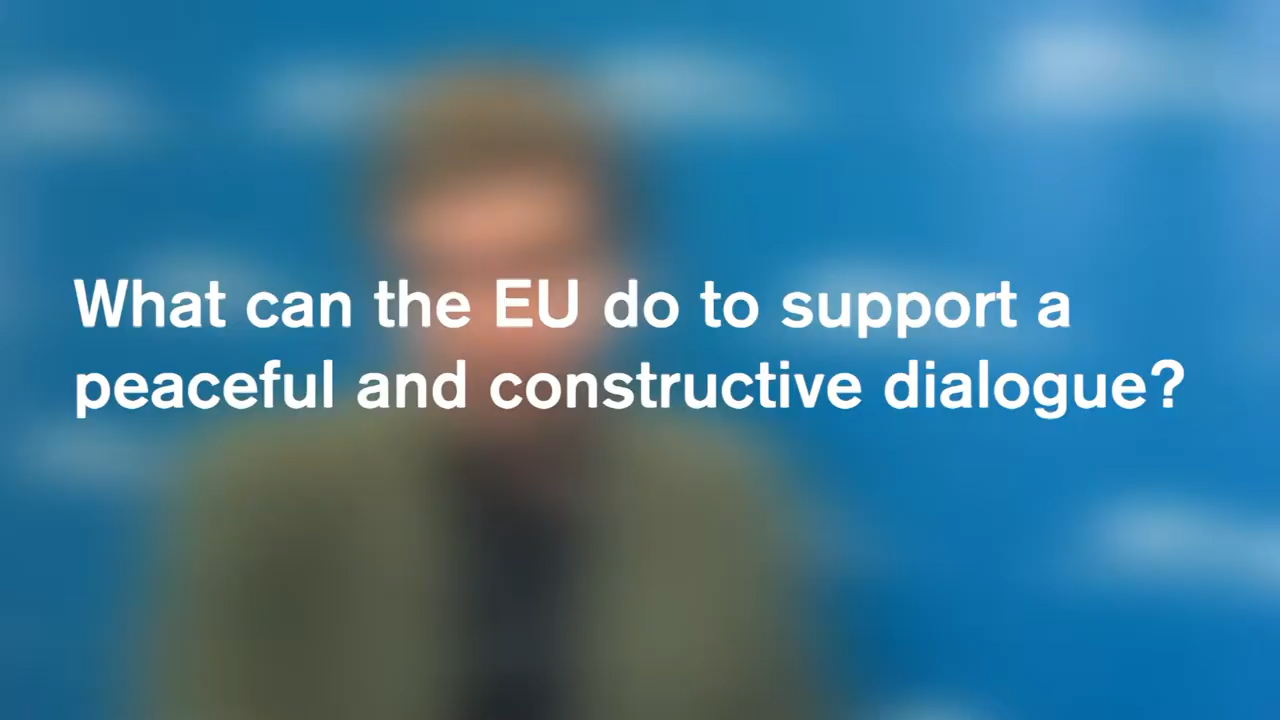 What can the EU do to support a
peaceful and constructive dialogue?